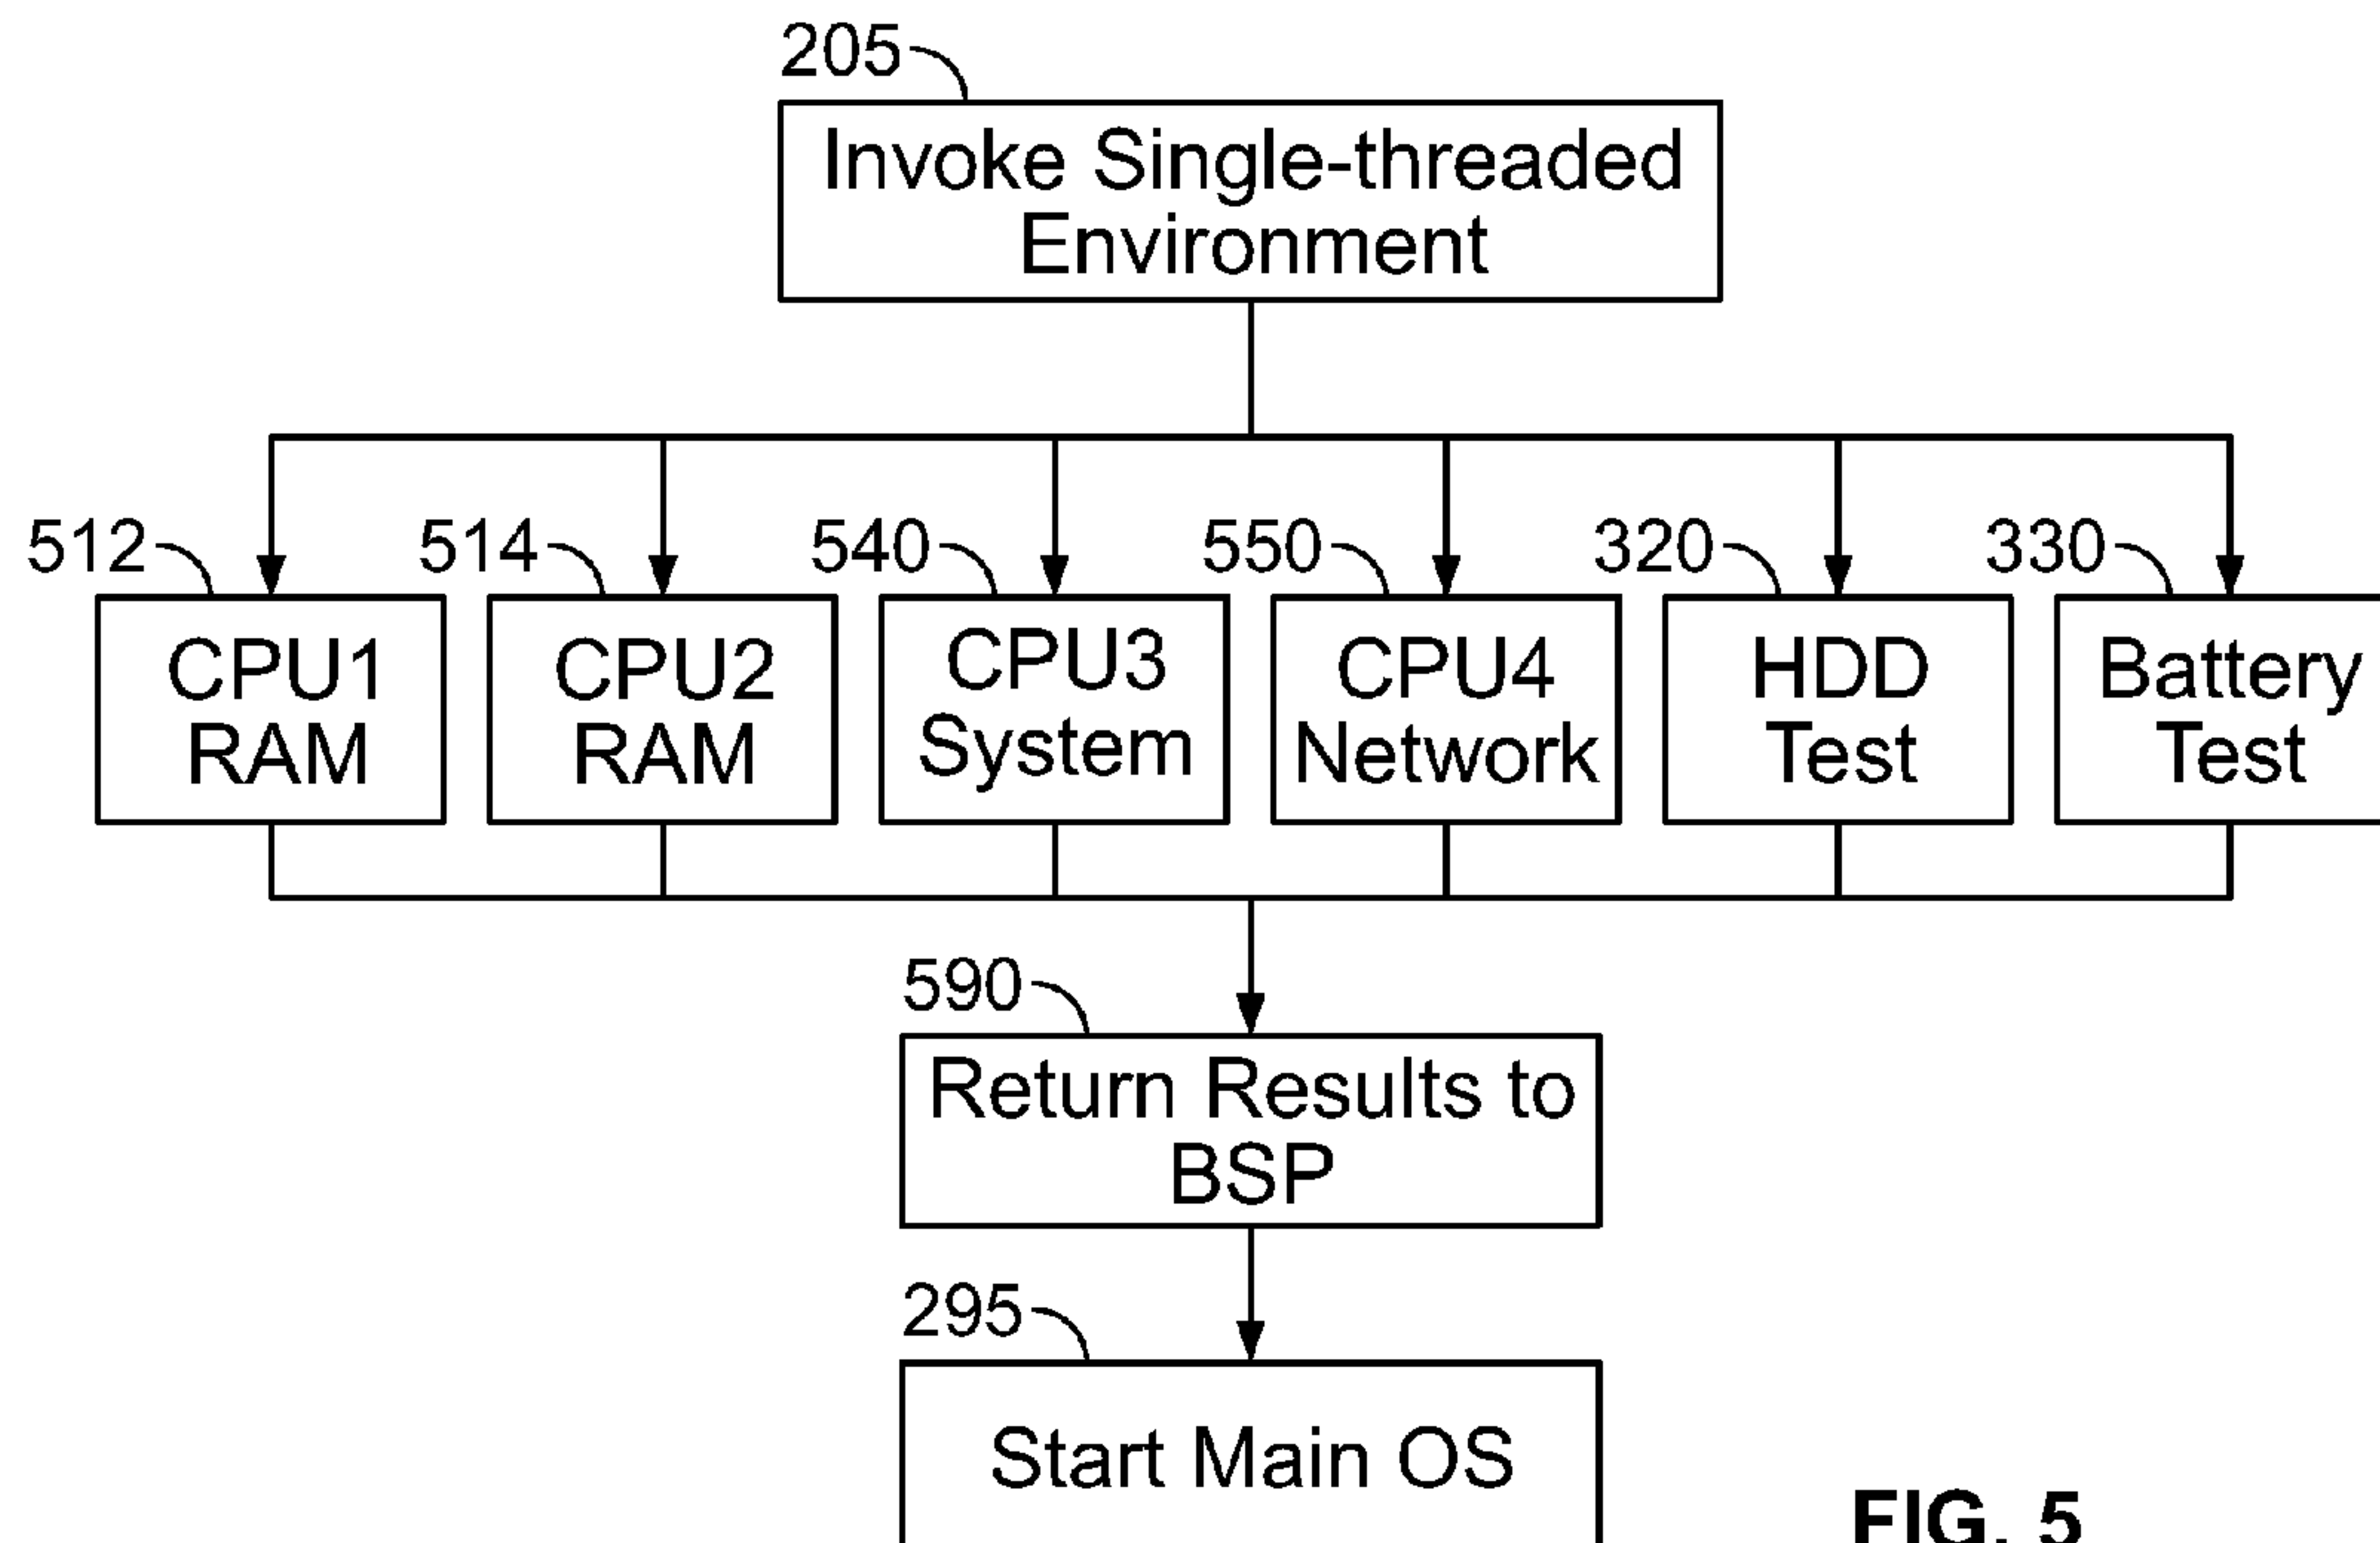 205
Invoke Single-threaded
Environment
512
514
540
550
320
330
CPU1
RAM
CPU2
RAM
CPU3
System
CPU4
Network
HDD
Test
Battery
Test
590
Return Results to
BSP
295
Start Main OS
FIG. 5